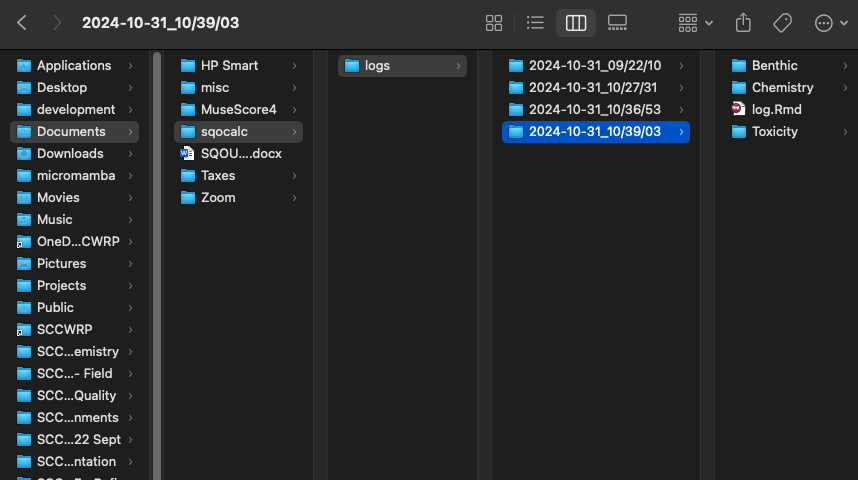 2024-10-31_10/39/03
Applications
Desktop
development
Documents
Downloads
micromamba
Movies
Music
OneD...CWRP
Pictures
Projects
Public
SCCWRP
SCC...emistry
SCC...- Field
SCC...Quality
SCC...nments
SCC...22 Sept
SCC...ntation
HP Smart
misc
MuseScore4
sqocalc
SQOU....docx
Taxes
Zoom
logs
2024-10-31_09/22/10
2024-10-31_10/27/31
2024-10-31_10/36/53
2024-10-31_10/39/03
Benthic
Chemistry
log.Rmd
Toxicity